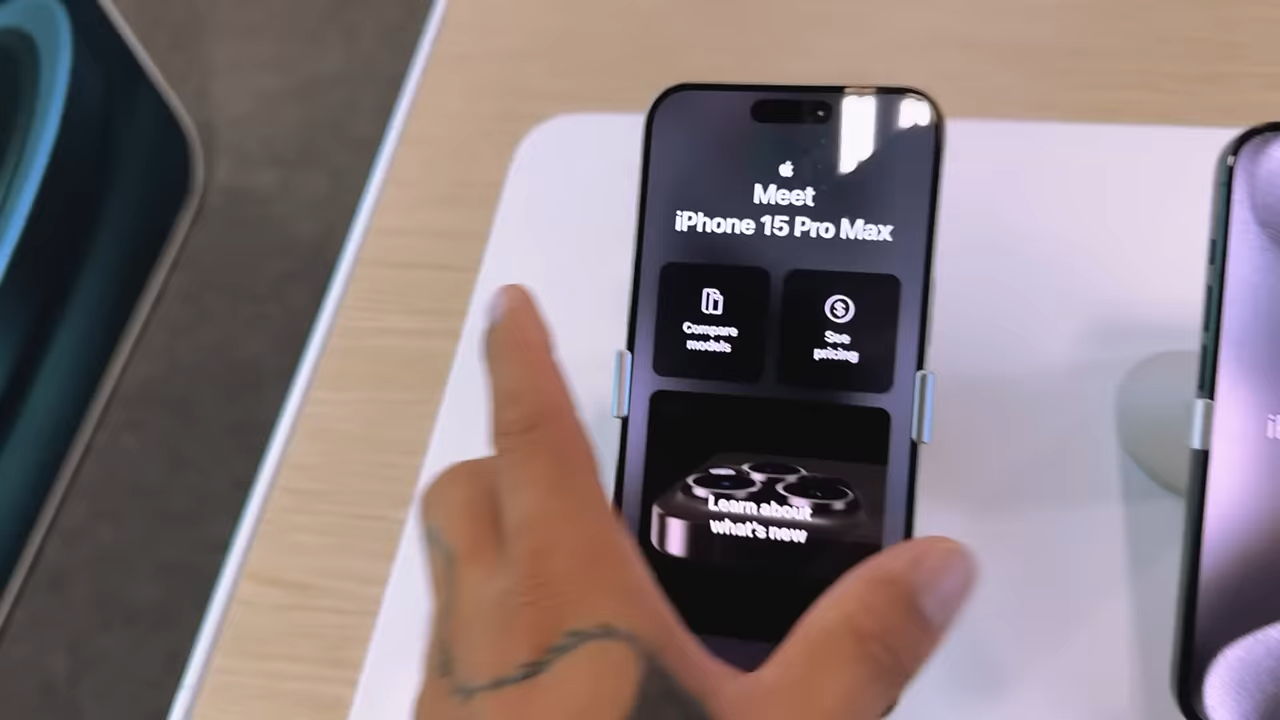 Meet
iPhone 15 Pro Max
Compare
models
See
pricing
Learn about
what's new